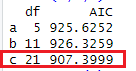 df AIC
a 5 925.6252
b 11 926.3259
c 21 907.3999